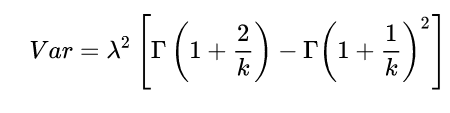 Var = λ² [Γ(1 + 2/k) − Γ(1 + 1/k)²]